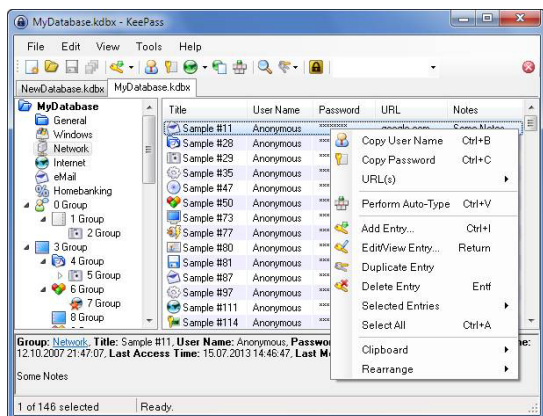 MyDatabase.kdbx - KeePass
File Edit View Tools Help
NewDatabase.kdbx MyDatabase.kdbx
MyDatabase
General
Windows
Network
Internet
eMail
Homebanking
0 Group
1 Group
2 Group
3 Group
4 Group
5 Group
6 Group
7 Group
8 Group
Title User Name Password URL Notes
Sample #11 Anonymous ******** google.com Some Notes
Sample #28 Anonymous ***
Sample #29 Anonymous ***
Sample #35 Anonymous ***
Sample #47 Anonymous ***
Sample #50 Anonymous ***
Sample #73 Anonymous ***
Sample #77 Anonymous ***
Sample #80 Anonymous ***
Sample #81 Anonymous ***
Sample #87 Anonymous ***
Sample #97 Anonymous ***
Sample #111 Anonymous ***
Sample #114 Anonymous ***
Copy User Name Ctrl+B
Copy Password Ctrl+C
URL(s)
Perform Auto-Type Ctrl+V
Add Entry... Ctrl+I
Edit/View Entry... Return
Duplicate Entry
Delete Entry Entf
Selected Entries
Select All Ctrl+A
Clipboard
Rearrange
Group: Network, Title: Sample #11, User Name: Anonymous, Passwo me:
12.10.2007 21:47:07, Last Access Time: 15.07.2013 14:46:47, Last M
Some Notes
1 of 146 selected Ready.